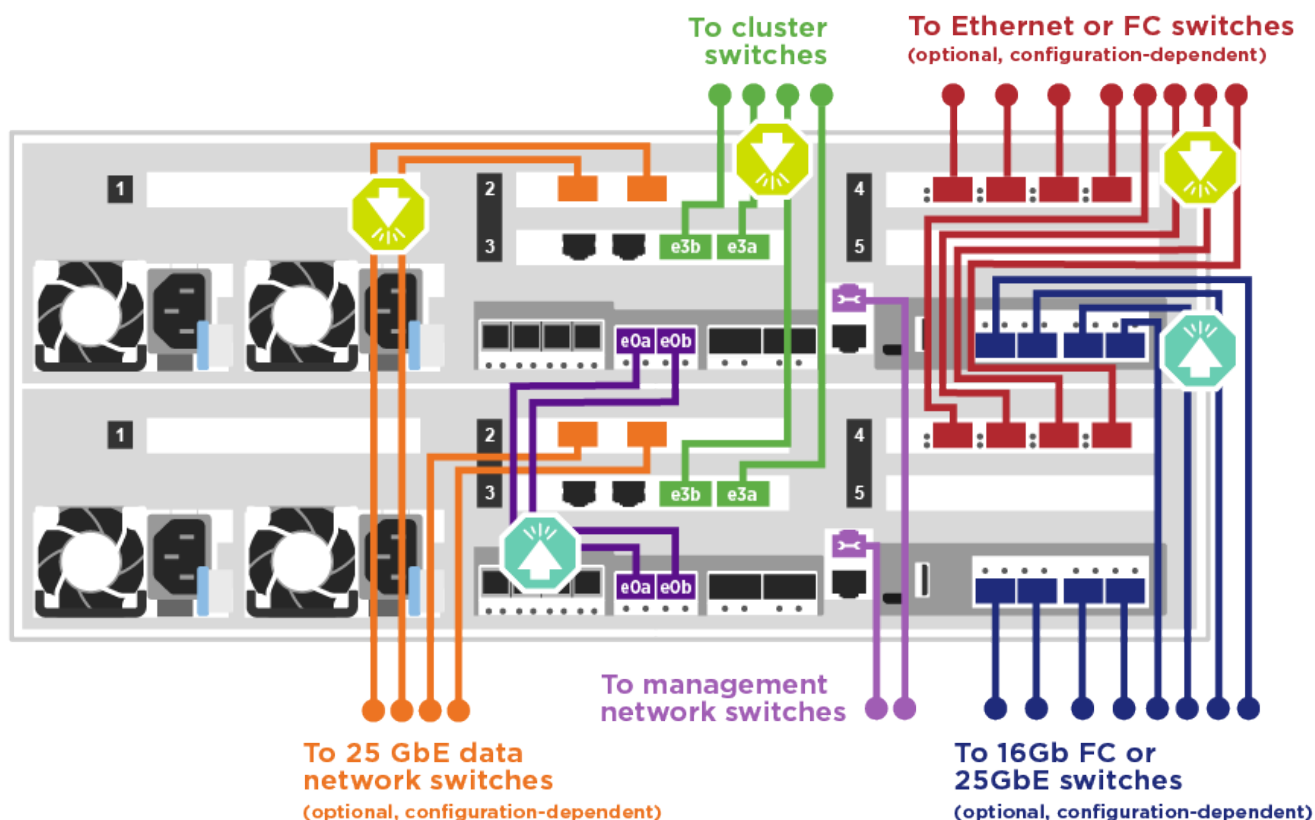 To cluster
switches
To Ethernet or FC switches
(optional, configuration-dependent)
1
2
4
3
e3b
e3a
5
e0a
e0b
1
2
4
3
e3b
e3a
5
e0a
e0b
To management
network switches
To 25 GbE data
network switches
(optional, configuration-dependent)
To 16Gb FC or
25GbE switches
(optional, configuration-dependent)